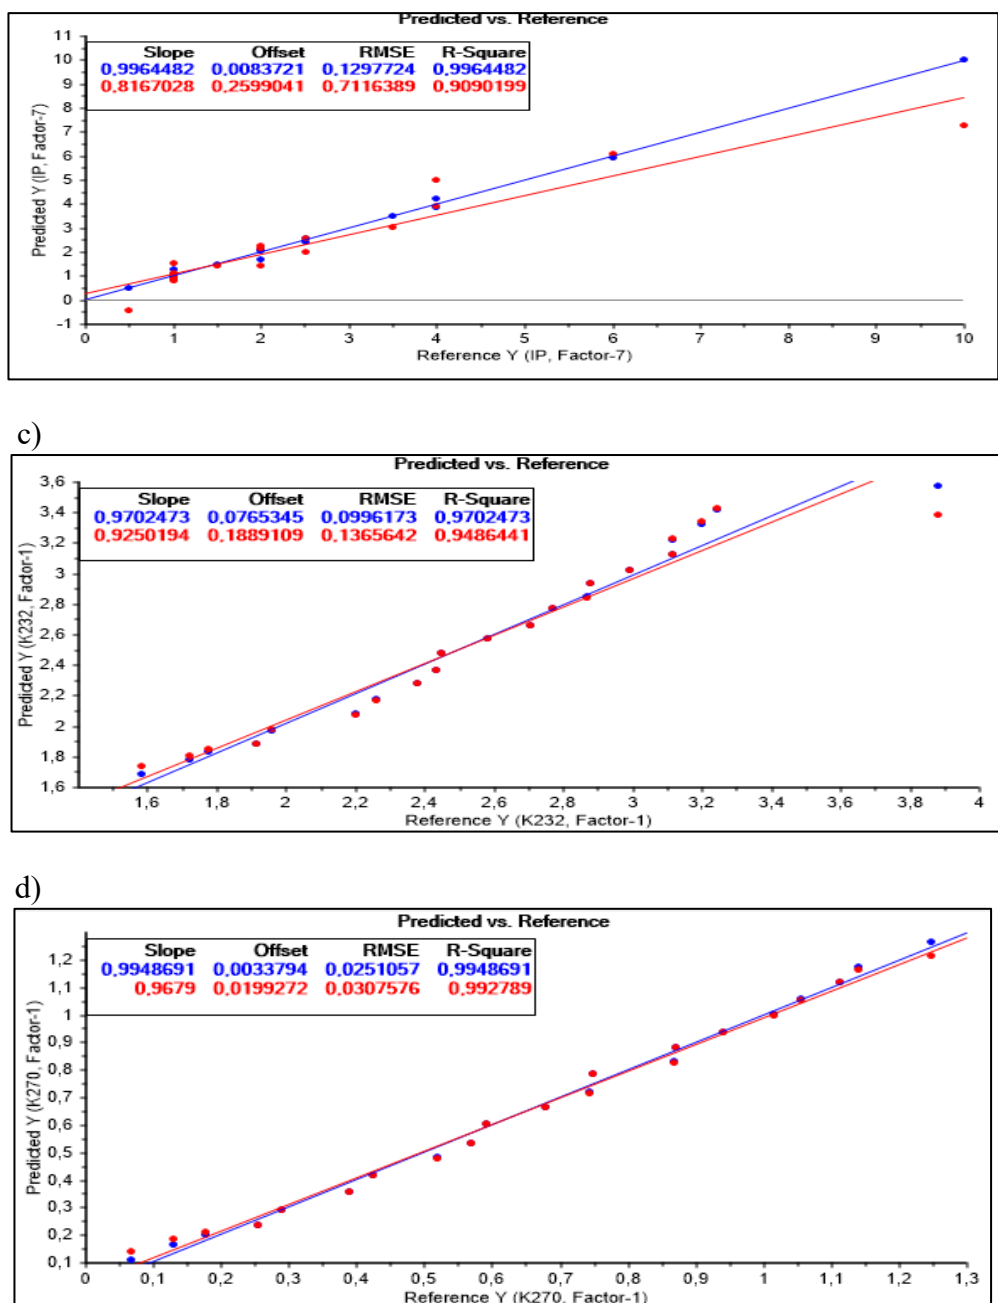 Predicted vs. Reference
Slope Offset RMSE R-Square
0,9964482 0,0083721 0,1297724 0,9964482
0,8167028 0,2599041 0,7116389 0,9090199
Predicted Y (IP, Factor-7)
11
10
9
8
7
6
5
4
3
2
1
0
-1
0 1 2 3 4 5 6 7 8 9 10
Reference Y (IP, Factor-7)
c)
Predicted vs. Reference
Slope Offset RMSE R-Square
0,9702473 0,0765345 0,0996173 0,9702473
0,9250194 0,1889109 0,1365642 0,9486441
Predicted Y (K232, Factor-1)
3,6
3,4
3,2
3
2,8
2,6
2,4
2,2
2
1,8
1,6
1,6 1,8 2 2,2 2,4 2,6 2,8 3 3,2 3,4 3,6 3,8 4
Reference Y (K232, Factor-1)
d)
Predicted vs. Reference
Slope Offset RMSE R-Square
0,9948691 0,0033794 0,0251057 0,9948691
0,9679 0,0199272 0,0307576 0,992789
Predicted Y (K270, Factor-1)
1,2
1,1
1
0,9
0,8
0,7
0,6
0,5
0,4
0,3
0,2
0,1
0 0,1 0,2 0,3 0,4 0,5 0,6 0,7 0,8 0,9 1 1,1 1,2 1,3
Reference Y (K270, Factor-1)